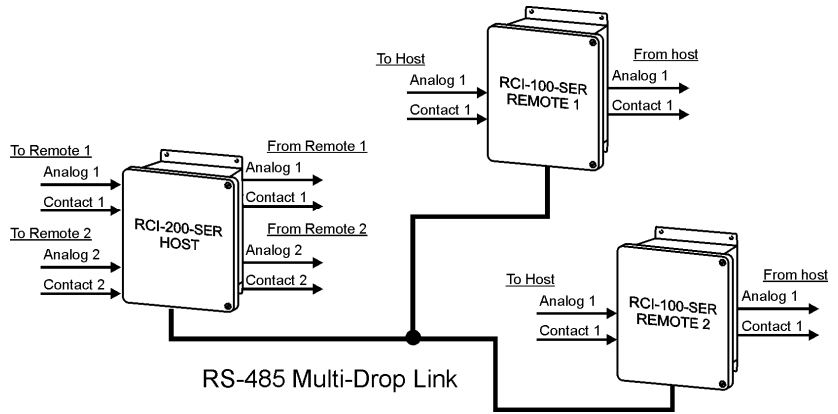 To Host
Analog 1
Contact 1
RCI-100-SER
REMOTE 1
From host
Analog 1
Contact 1
To Remote 1
Analog 1
Contact 1
To Remote 2
Analog 2
Contact 2
RCI-200-SER
HOST
From Remote 1
Analog 1
Contact 1
From Remote 2
Analog 2
Contact 2
To Host
Analog 1
Contact 1
RCI-100-SER
REMOTE 2
From host
Analog 1
Contact 1
RS-485 Multi-Drop Link